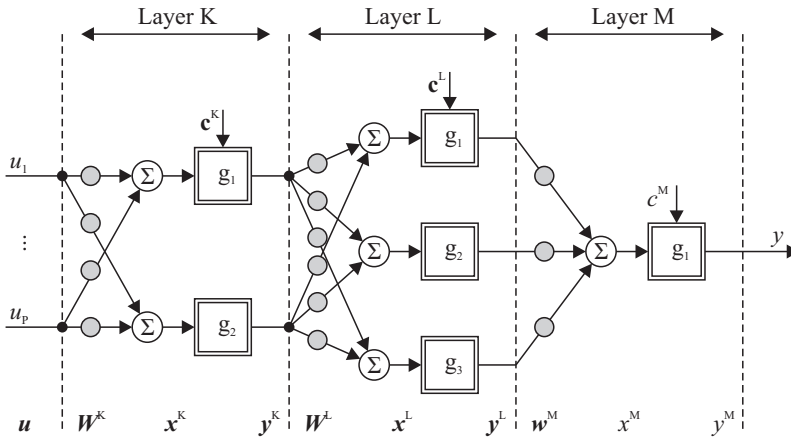 Layer K Layer L Layer M
c^K c^L
u_1 Σ g_1 Σ g_1
c^M
... Σ g_2 Σ g_1 y
u_P Σ g_2
Σ g_3
u W^K x^K y^K W^L x^L y^L w^M x^M y^M